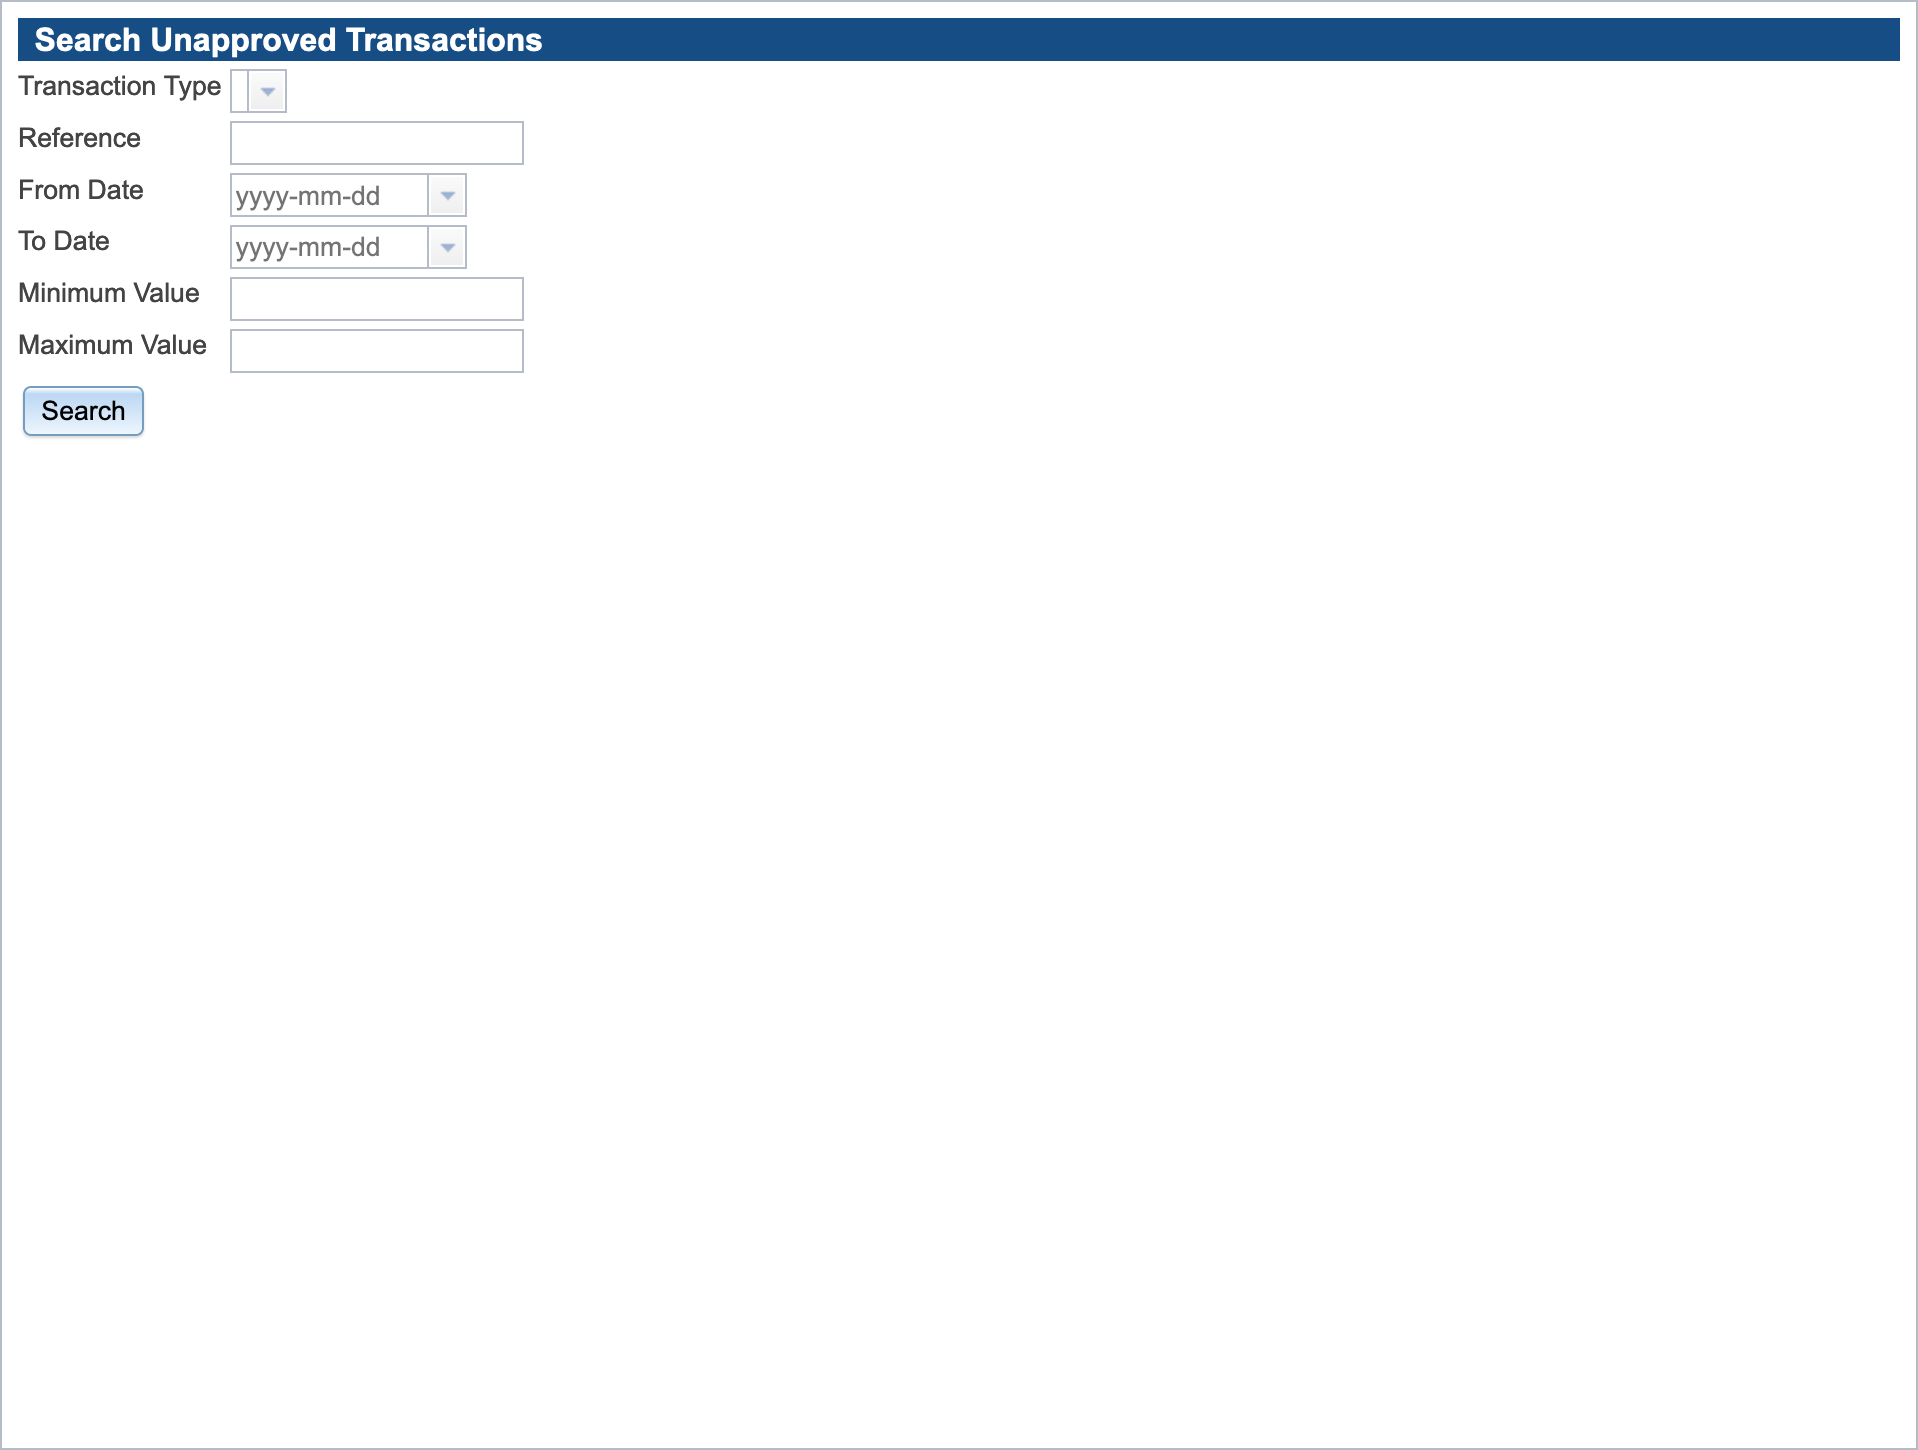 Search Unapproved Transactions
Transaction Type
Reference
From Date yyyy-mm-dd
To Date yyyy-mm-dd
Minimum Value
Maximum Value
Search